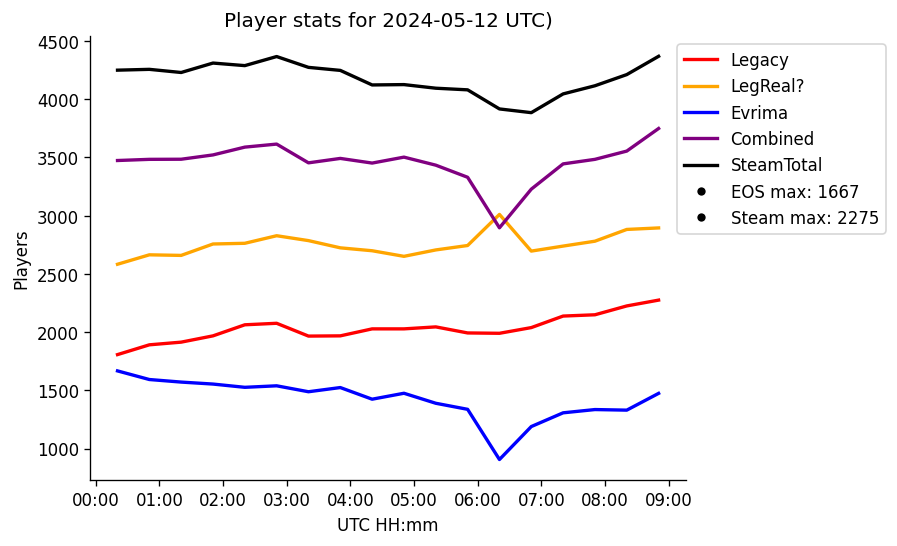 Player stats for 2024-05-12 UTC)
4500
4000
3500
3000
2500
2000
1500
1000
Players
00:00 01:00 02:00 03:00 04:00 05:00 06:00 07:00 08:00 09:00
UTC HH:mm
Legacy
LegReal?
Evrima
Combined
SteamTotal
EOS max: 1667
Steam max: 2275